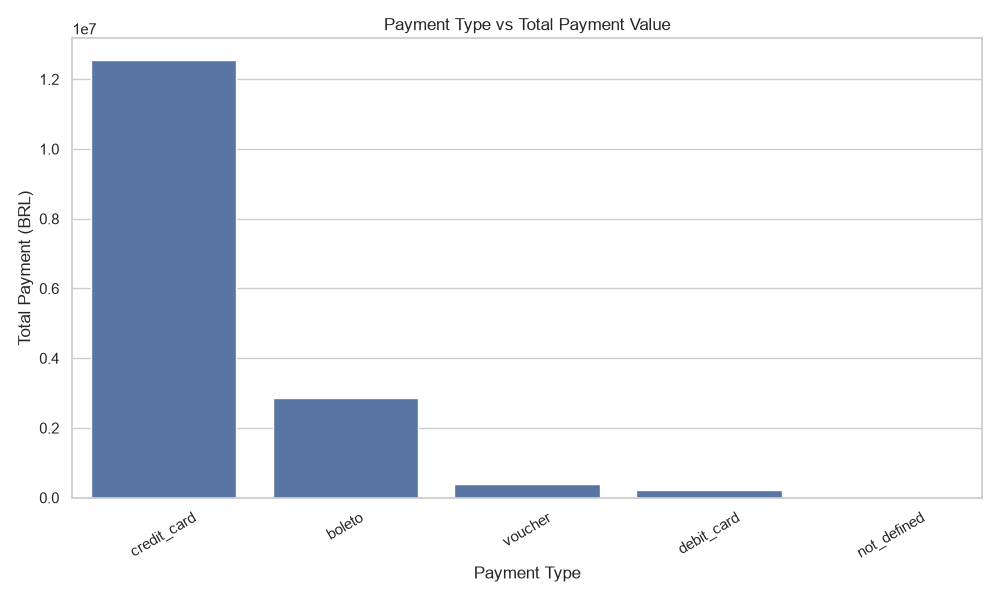 Payment Type vs Total Payment Value
1e7
1.2
1.0
0.8
0.6
0.4
0.2
0.0
Total Payment (BRL)
credit_card
boleto
voucher
debit_card
not_defined
Payment Type